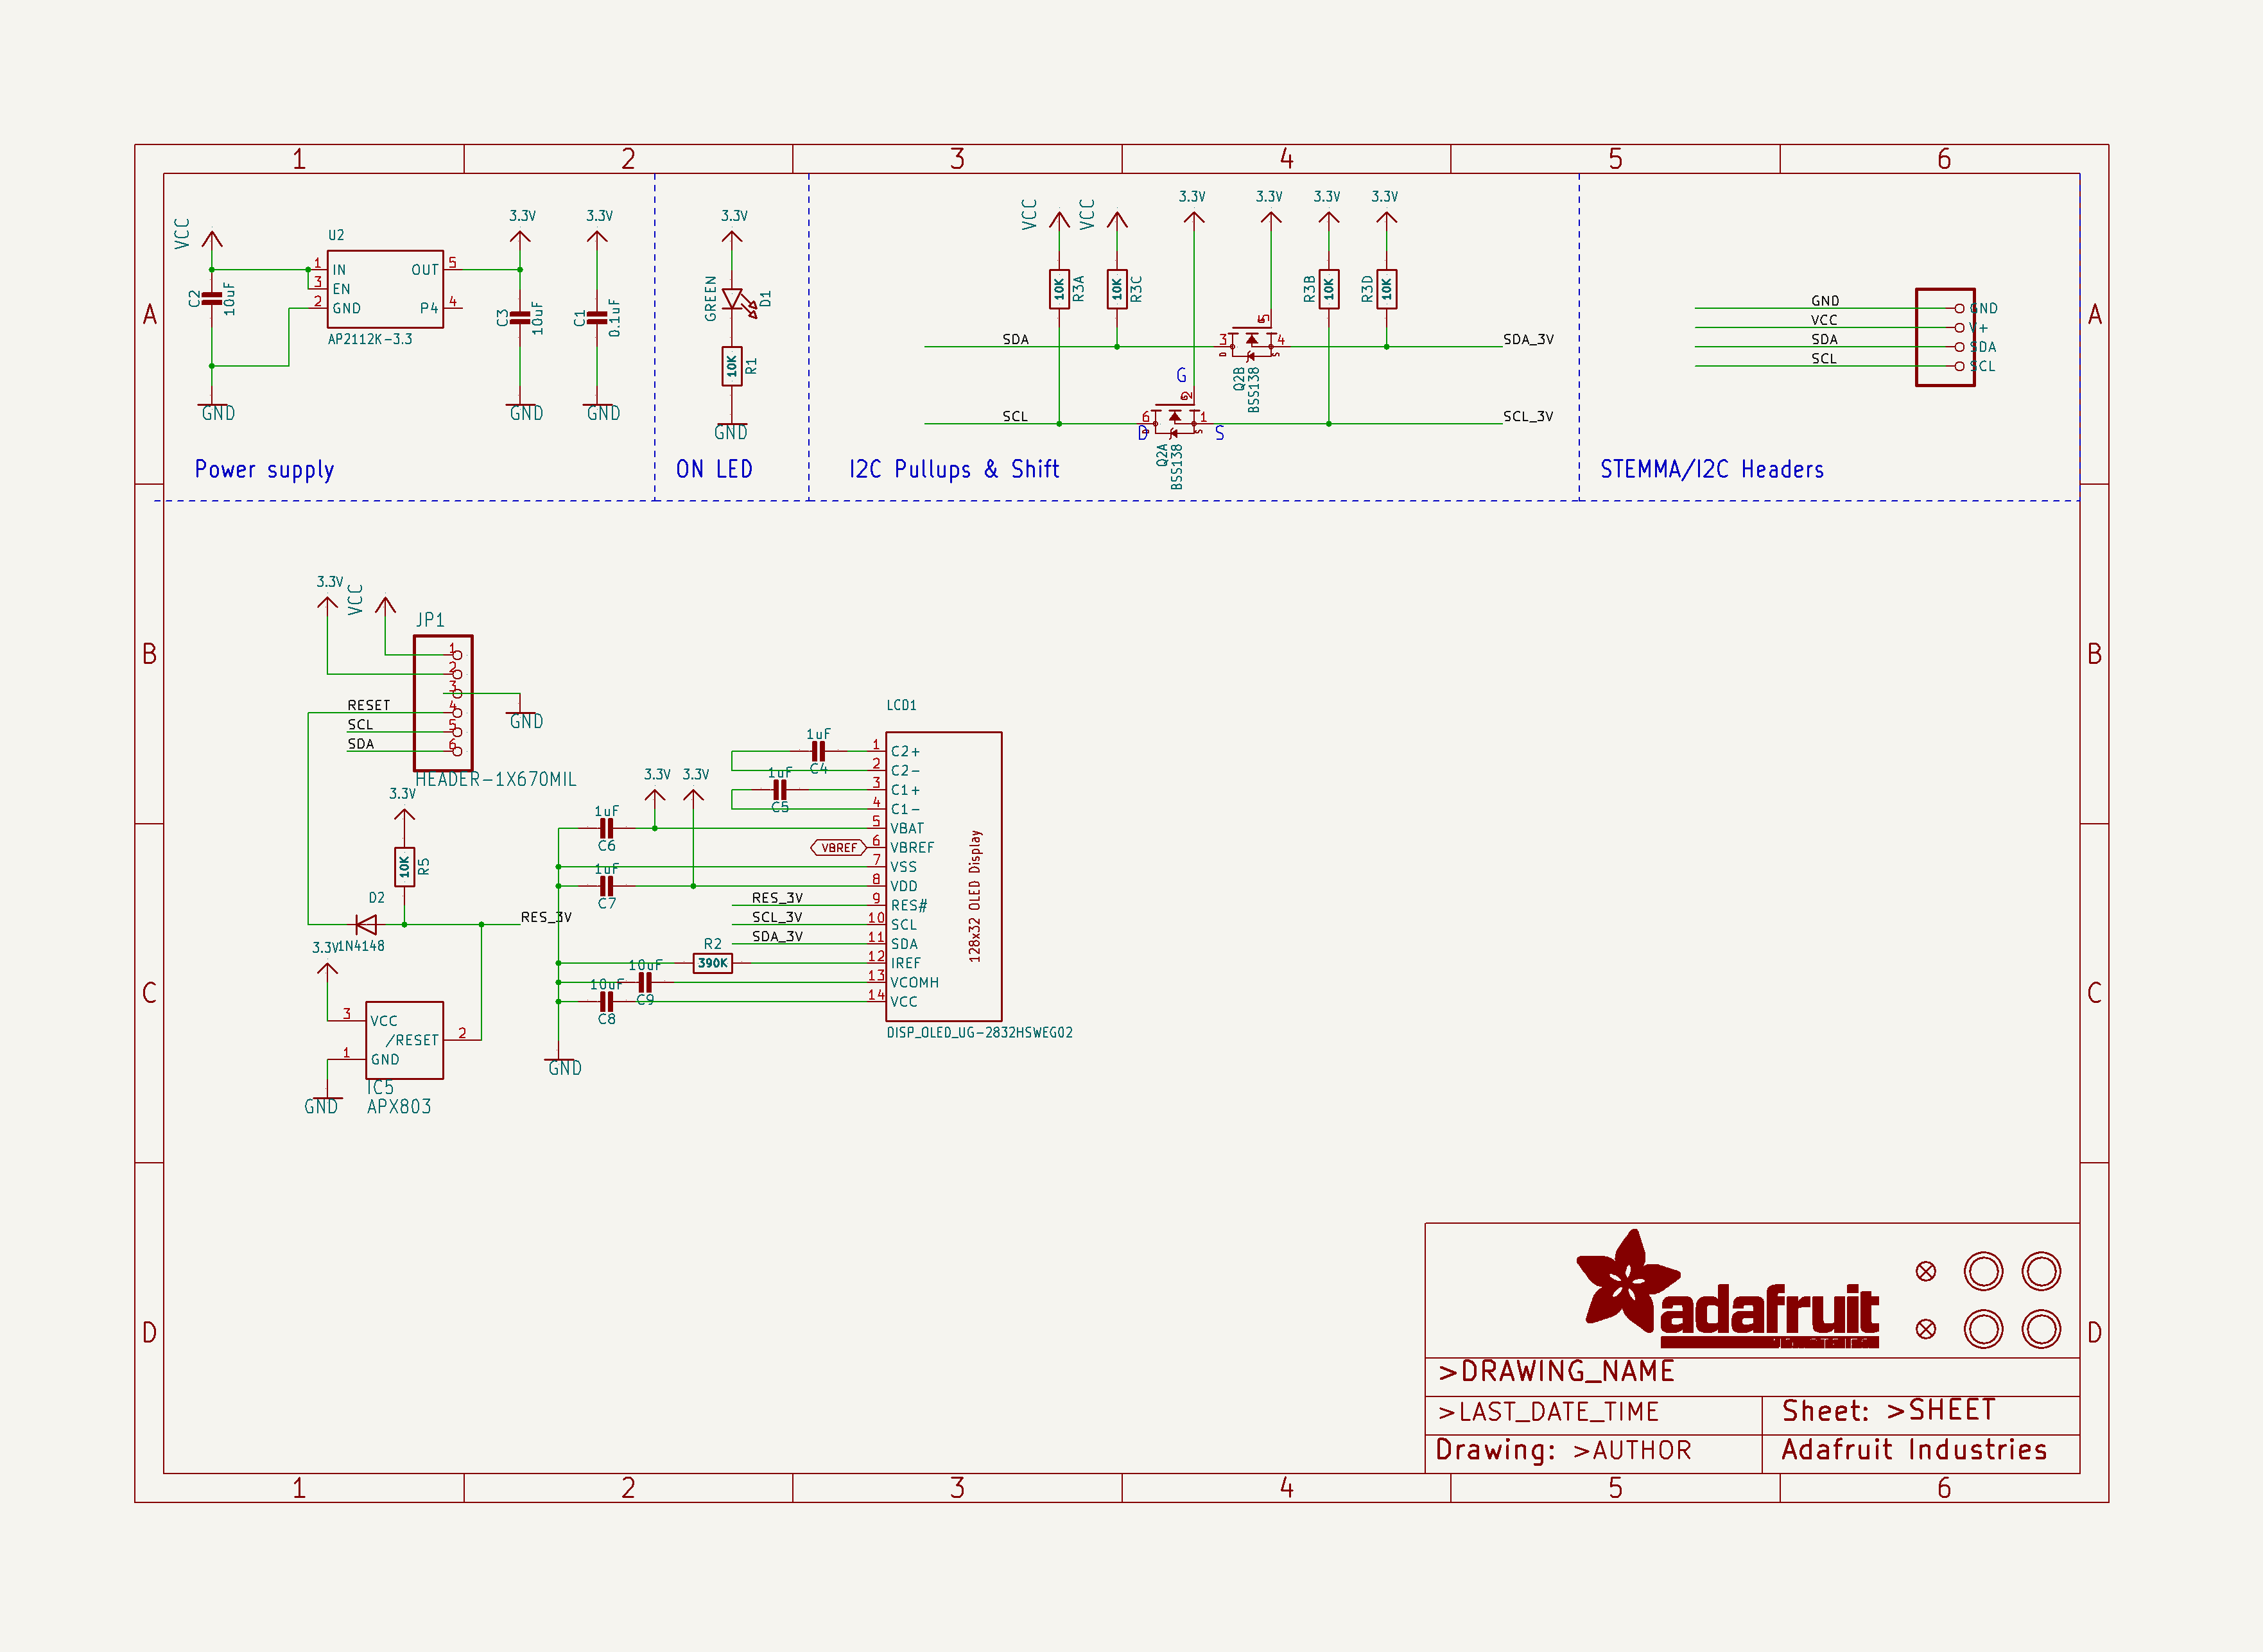 1 2 3 4 5 6
A
A
VCC
C2
10uF
GND
U2
1 IN
3 EN
2 GND
OUT 5
P4 4
AP2112K-3.3
3.3V
C3
10uF
GND
3.3V
C1
0.1uF
GND
Power supply
3.3V
GREEN
D1
10K
R1
GND
ON LED
VCC
VCC
3.3V
3.3V
3.3V
3.3V
10K
R3A
10K
R3C
R3B
10K
R3D
10K
SDA
3
D
G5
4
S
SDA_3V
Q2B
BSS138
G
G2
SCL
6
D
D
1
S
S
SCL_3V
Q2A
BSS138
I2C Pullups & Shift
GND
VCC
SDA
SCL
GND
V+
SDA
SCL
STEMMA/I2C Headers
B
B
3.3V
VCC
JP1
1
2
3
4
5
6
RESET
SCL
SDA
GND
HEADER-1X670MIL
3.3V
10K
R5
D2
1N4148
RES_3V
3.3V
3 VCC
/RESET 2
1 GND
IC5
APX803
GND
LCD1
1uF
C4
1uF
C5
3.3V
3.3V
1uF
C6
VBREF
1uF
C7
RES_3V
SCL_3V
SDA_3V
R2
390K
10uF
C9
10uF
C8
GND
1 C2+
2 C2-
3 C1+
4 C1-
5 VBAT
6 VBREF
7 VSS
8 VDD
9 RES#
10 SCL
11 SDA
12 IREF
13 VCOMH
14 VCC
128x32 OLED Display
DISP_OLED_UG-2832HSWEG02
C
C
D
D
adafruit
>DRAWING_NAME
>LAST_DATE_TIME
Sheet: >SHEET
Drawing: >AUTHOR
Adafruit Industries
1 2 3 4 5 6